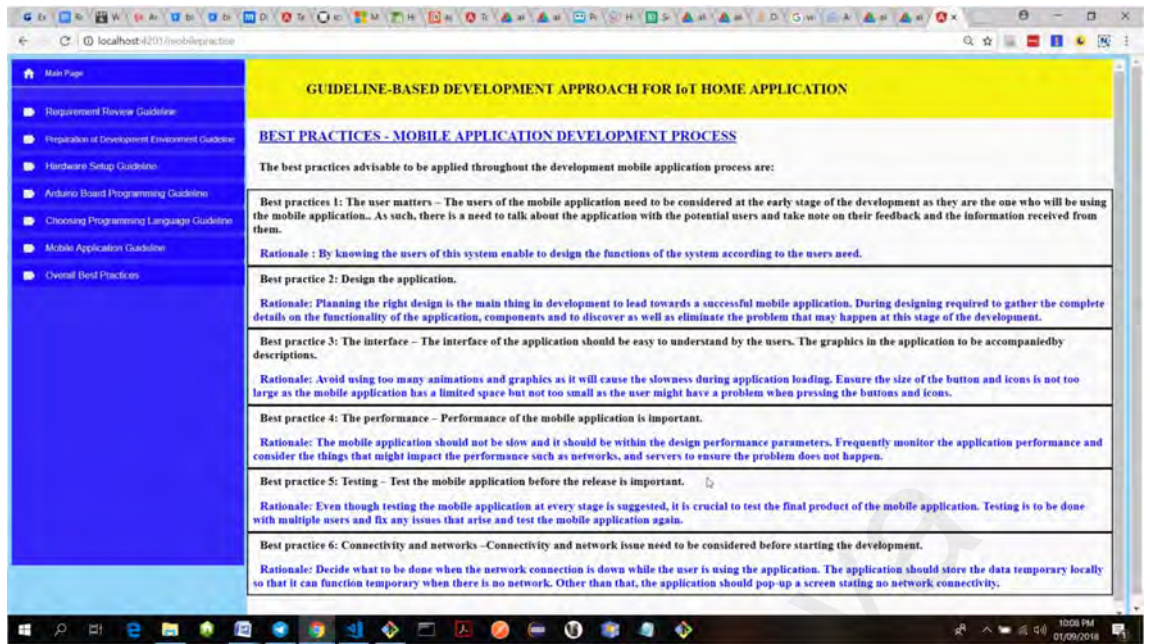 localhost:4201/mobilepractise
Main Page
Requirement Review Guideline
Preparation of Development Environment Guideline
Hardware Setup Guideline
Arduino Board Programming Guideline
Choosing Programming Language Guideline
Mobile Application Guideline
Overall Best Practices
GUIDELINE-BASED DEVELOPMENT APPROACH FOR IoT HOME APPLICATION
BEST PRACTICES - MOBILE APPLICATION DEVELOPMENT PROCESS
The best practices advisable to be applied throughout the development mobile application process are:
Best practices 1: The user matters – The users of the mobile application need to be considered at the early stage of the development as they are the one who will be using
the mobile application.. As such, there is a need to talk about the application with the potential users and take note on their feedback and the information received from
them.
Rationale : By knowing the users of this system enable to design the functions of the system according to the users need.
Best practice 2: Design the application.
Rationale: Planning the right design is the main thing in development to lead towards a successful mobile application. During designing required to gather the complete
details on the functionality of the application, components and to discover as well as eliminate the problem that may happen at this stage of the development.
Best practice 3: The interface – The interface of the application should be easy to understand by the users. The graphics in the application to be accompaniedby
descriptions.
Rationale: Avoid using too many animations and graphics as it will cause the slowness during application loading. Ensure the size of the button and icons is not too
large as the mobile application has a limited space but not too small as the user might have a problem when pressing the buttons and icons.
Best practice 4: The performance – Performance of the mobile application is important.
Rationale: The mobile application should not be slow and it should be within the design performance parameters. Frequently monitor the application performance and
consider the things that might impact the performance such as networks, and servers to ensure the problem does not happen.
Best practice 5: Testing – Test the mobile application before the release is important.
Rationale: Even though testing the mobile application at every stage is suggested, it is crucial to test the final product of the mobile application. Testing is to be done
with multiple users and fix any issues that arise and test the mobile application again.
Best practice 6: Connectivity and networks –Connectivity and network issue need to be considered before starting the development.
Rationale: Decide what to be done when the network connection is down while the user is using the application. The application should store the data temporary locally
so that it can function temporary when there is no network. Other than that, the application should pop-up a screen stating no network connectivity.
10:08 PM
01/09/2018